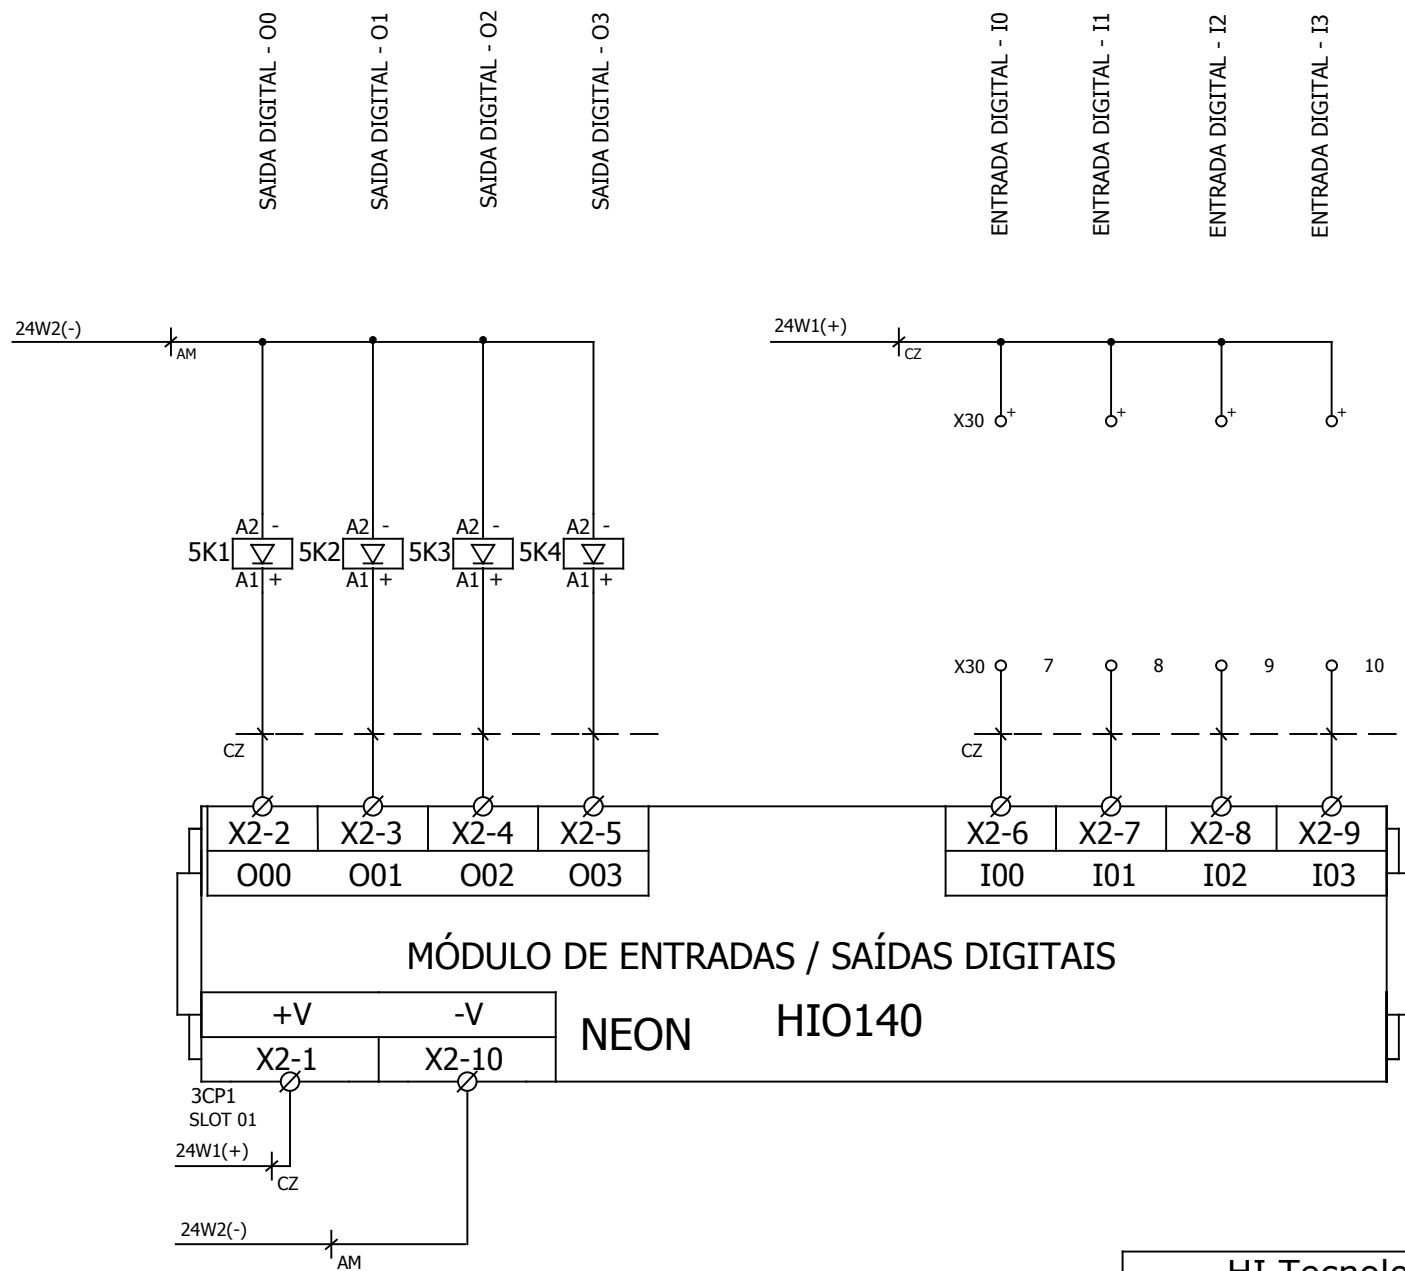 SAIDA DIGITAL - O0
SAIDA DIGITAL - O1
SAIDA DIGITAL - O2
SAIDA DIGITAL - O3
ENTRADA DIGITAL - I0
ENTRADA DIGITAL - I1
ENTRADA DIGITAL - I2
ENTRADA DIGITAL - I3
24W2(-)
AM
24W1(+)
CZ
X30 + + + +
A2 - A2 - A2 - A2 -
5K1 5K2 5K3 5K4
A1 + A1 + A1 + A1 +
X30 7 8 9 10
CZ
CZ
X2-2 X2-3 X2-4 X2-5
O00 O01 O02 O03
X2-6 X2-7 X2-8 X2-9
I00 I01 I02 I03
MÓDULO DE ENTRADAS / SAÍDAS DIGITAIS
NEON HIO140
+V -V
X2-1 X2-10
3CP1
SLOT 01
24W1(+)
CZ
24W2(-)
AM